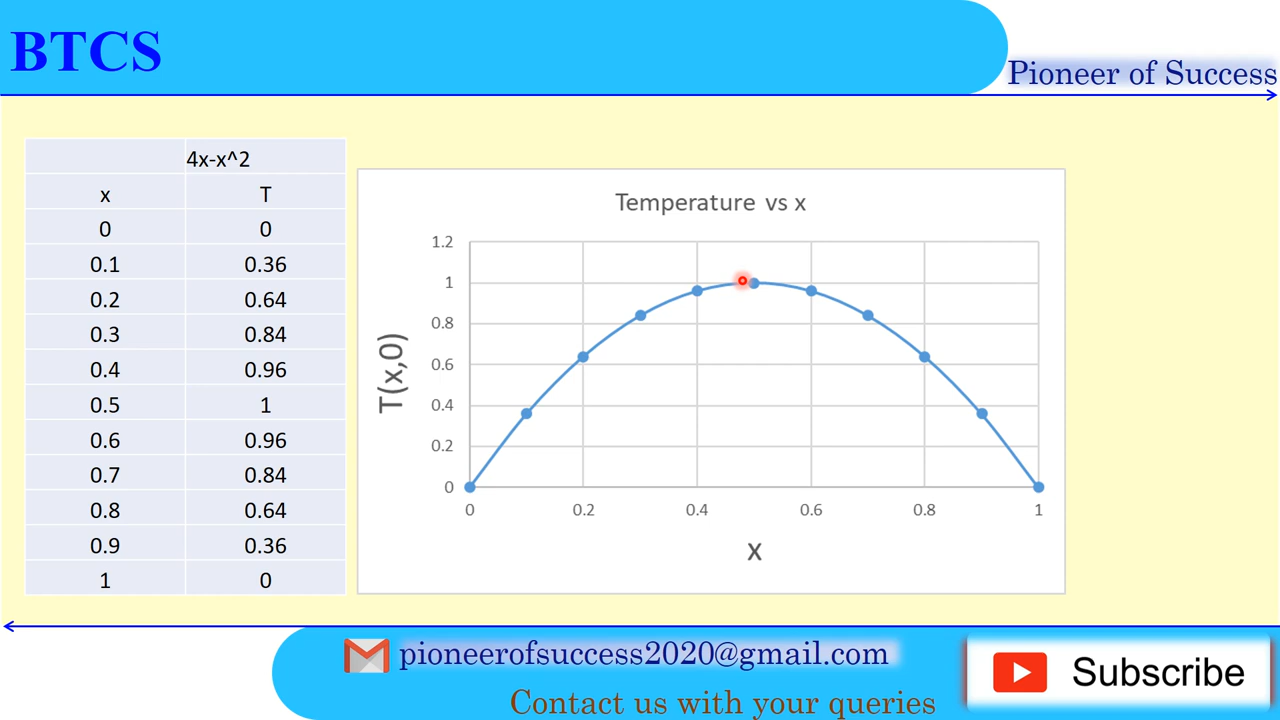 BTCS
Pioneer of Success
4x-x^2
x T
0 0
0.1 0.36
0.2 0.64
0.3 0.84
0.4 0.96
0.5 1
0.6 0.96
0.7 0.84
0.8 0.64
0.9 0.36
1 0
Temperature vs x
1.2
1
0.8
0.6
0.4
0.2
0
T(x,0)
0 0.2 0.4 0.6 0.8 1
X
pioneerofsuccess2020@gmail.com
Contact us with your queries
Subscribe